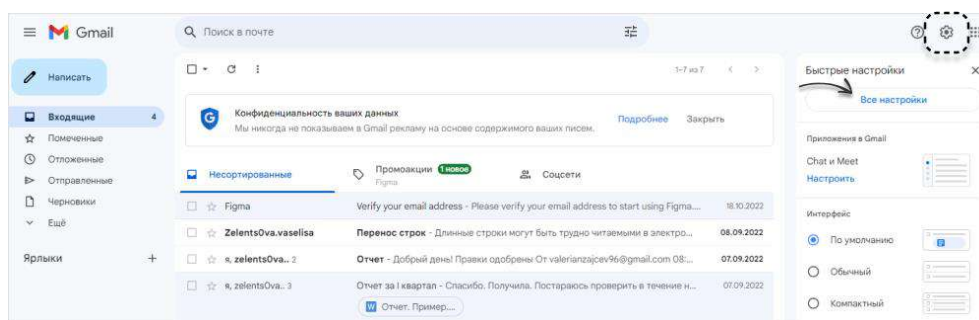 Gmail
Поиск в почте
Написать
1–7 из 7
Быстрые настройки
Все настройки
Входящие 4
Помеченные
Отложенные
Отправленные
Черновики
Ещё
Ярлыки
Конфиденциальность ваших данных
Мы никогда не показываем в Gmail рекламу на основе содержимого ваших писем.
Подробнее Закрыть
Несортированные
Промоакции 1 новое
Figma
Соцсети
Figma Verify your email address - Please verify your email address to start using Figma.... 18.10.2022
Zelents0va.vaselisa Перенос строк - Длинные строки могут быть трудно читаемыми в электро... 08.09.2022
я, zelents0va.. 2 Отчет - Добрый день! Правки одобрены От valerianzajcev96@gmail.com 08:... 07.09.2022
я, zelents0va.. 3 Отчет за I квартал - Спасибо. Получила. Постараюсь проверить в течение н... 07.09.2022
W Отчет. Пример....
Приложения в Gmail
Chat и Meet
Настроить
Интерфейс
По умолчанию
Обычный
Компактный